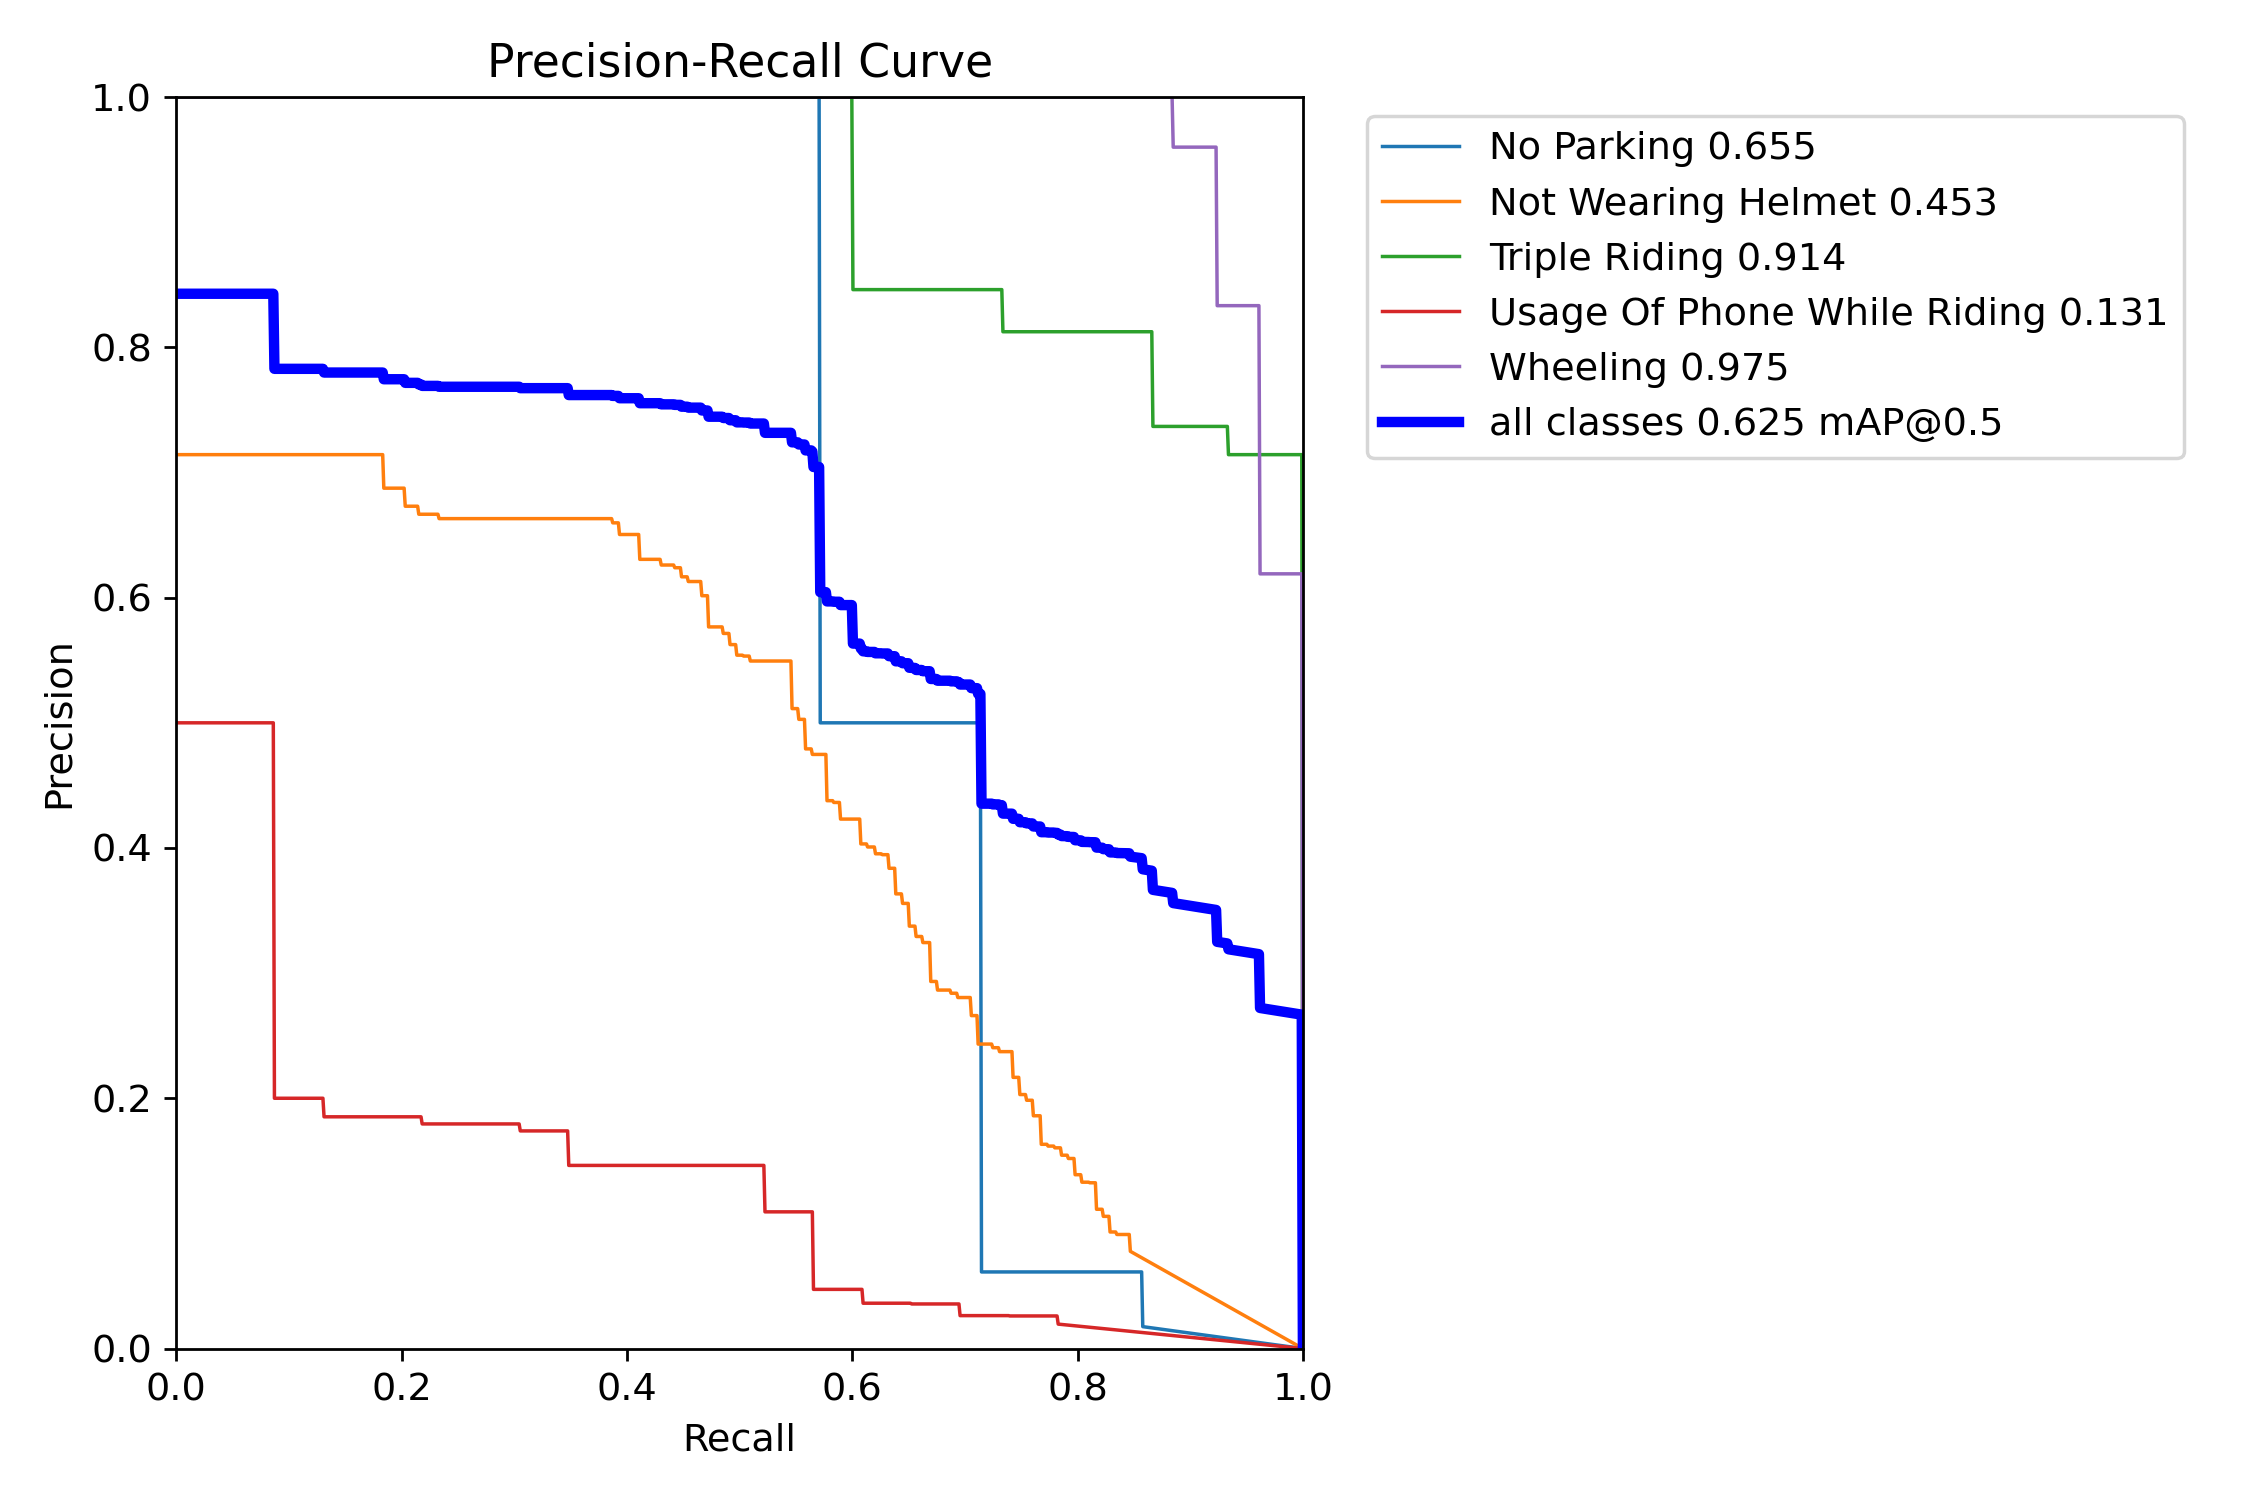 Precision-Recall Curve
1.0
0.8
0.6
0.4
0.2
0.0
Precision
0.0 0.2 0.4 0.6 0.8 1.0
Recall
No Parking 0.655
Not Wearing Helmet 0.453
Triple Riding 0.914
Usage Of Phone While Riding 0.131
Wheeling 0.975
all classes 0.625 mAP@0.5